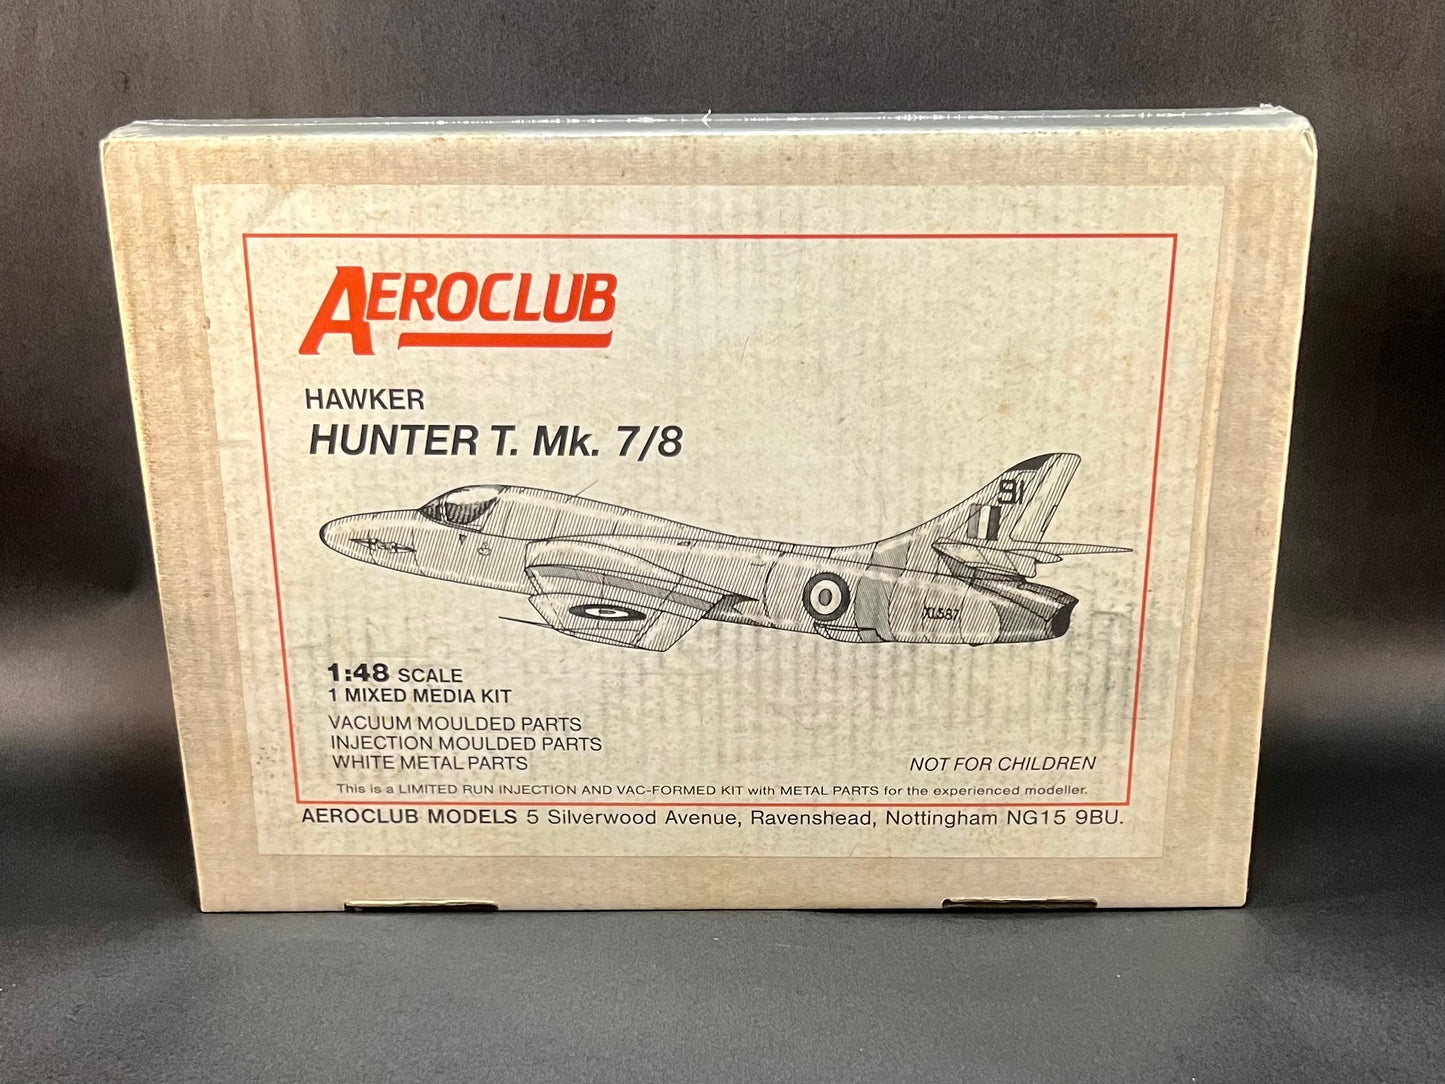 AEROCLUB
HAWKER
HUNTER T. Mk. 7/8
91
XL587
1:48 SCALE
1 MIXED MEDIA KIT
VACUUM MOULDED PARTS
INJECTION MOULDED PARTS
WHITE METAL PARTS
NOT FOR CHILDREN
This is a LIMITED RUN INJECTION AND VAC-FORMED KIT with METAL PARTS for the experienced modeller.
AEROCLUB MODELS 5 Silverwood Avenue, Ravenshead, Nottingham NG15 9BU.